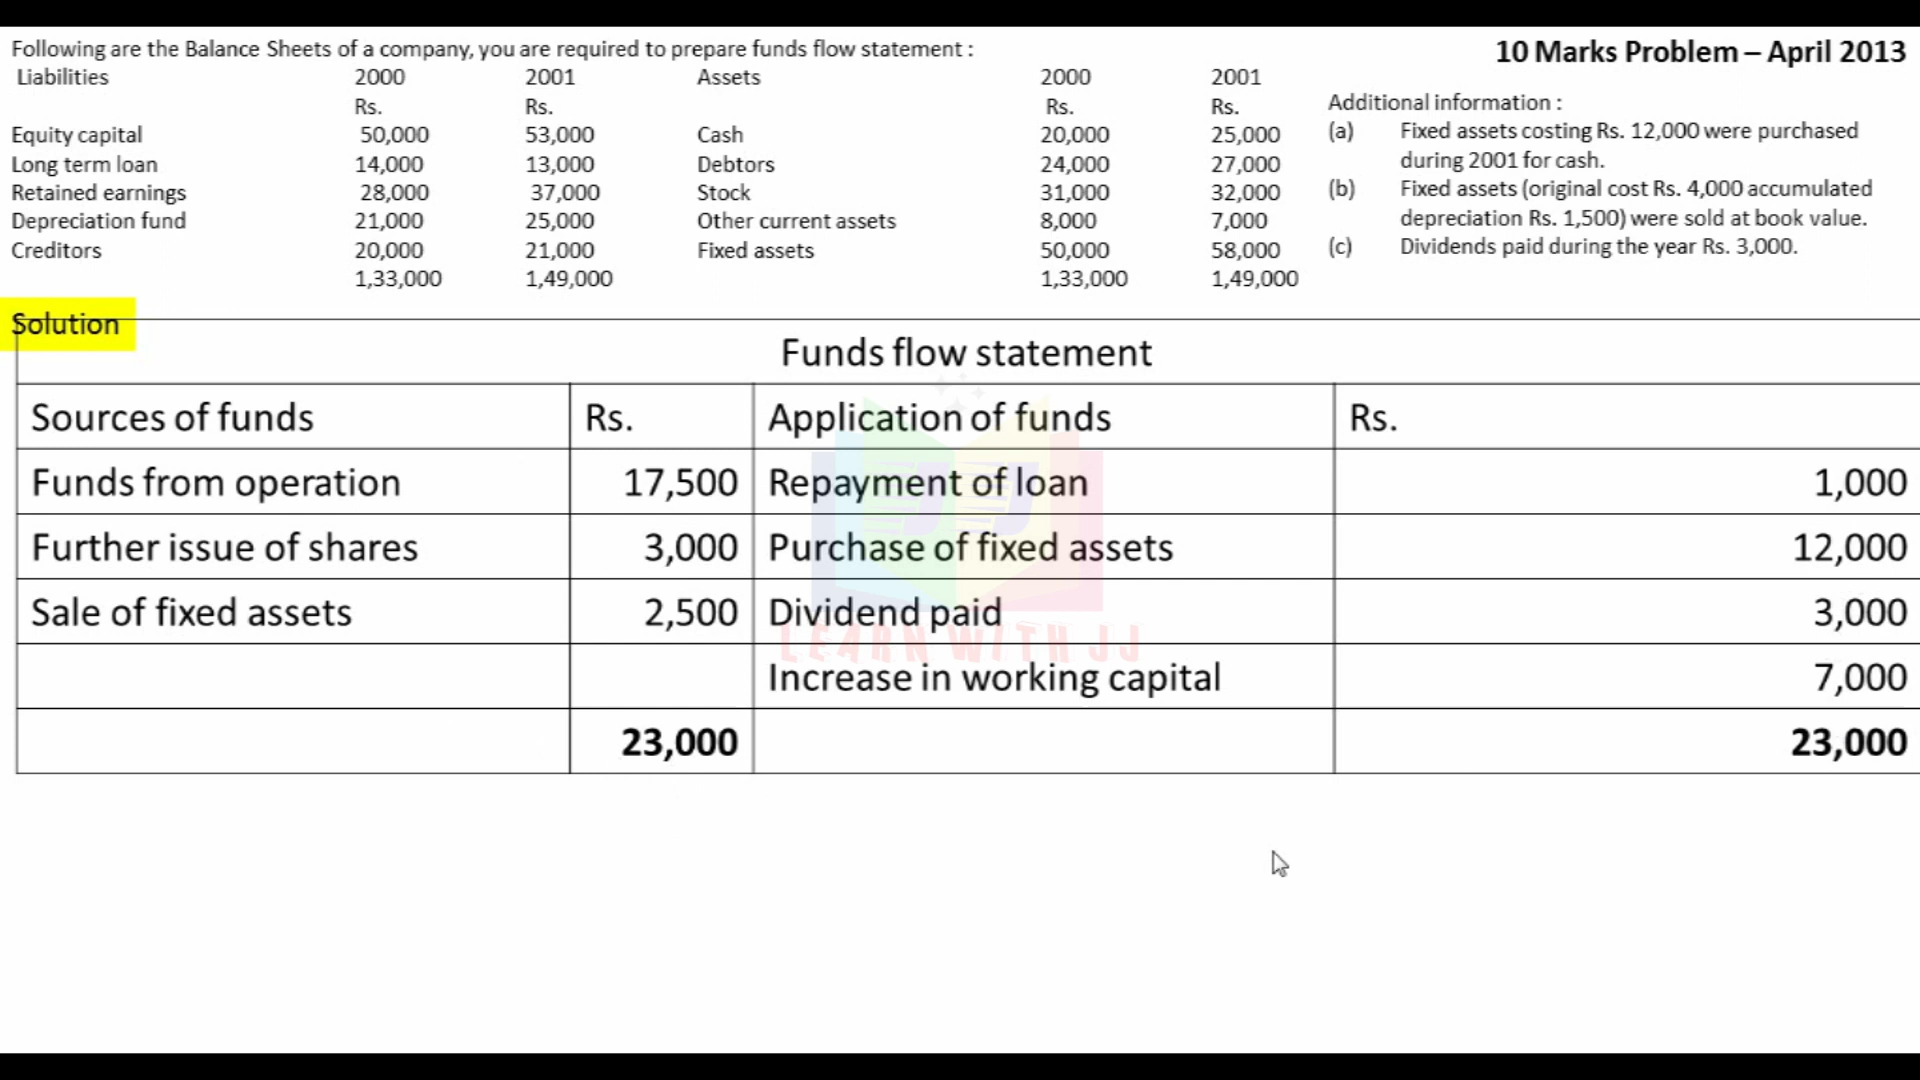 Following are the Balance Sheets of a company, you are required to prepare funds flow statement :
10 Marks Problem – April 2013
Liabilities 2000 2001 Assets 2000 2001
Rs. Rs. Rs. Rs.
Equity capital 50,000 53,000 Cash 20,000 25,000
Long term loan 14,000 13,000 Debtors 24,000 27,000
Retained earnings 28,000 37,000 Stock 31,000 32,000
Depreciation fund 21,000 25,000 Other current assets 8,000 7,000
Creditors 20,000 21,000 Fixed assets 50,000 58,000
1,33,000 1,49,000 1,33,000 1,49,000
Additional information :
(a) Fixed assets costing Rs. 12,000 were purchased
during 2001 for cash.
(b) Fixed assets (original cost Rs. 4,000 accumulated
depreciation Rs. 1,500) were sold at book value.
(c) Dividends paid during the year Rs. 3,000.
Solution
Funds flow statement
Sources of funds Rs. Application of funds Rs.
Funds from operation 17,500 Repayment of loan 1,000
Further issue of shares 3,000 Purchase of fixed assets 12,000
Sale of fixed assets 2,500 Dividend paid 3,000
LEARN WITH JJ
Increase in working capital 7,000
23,000 23,000